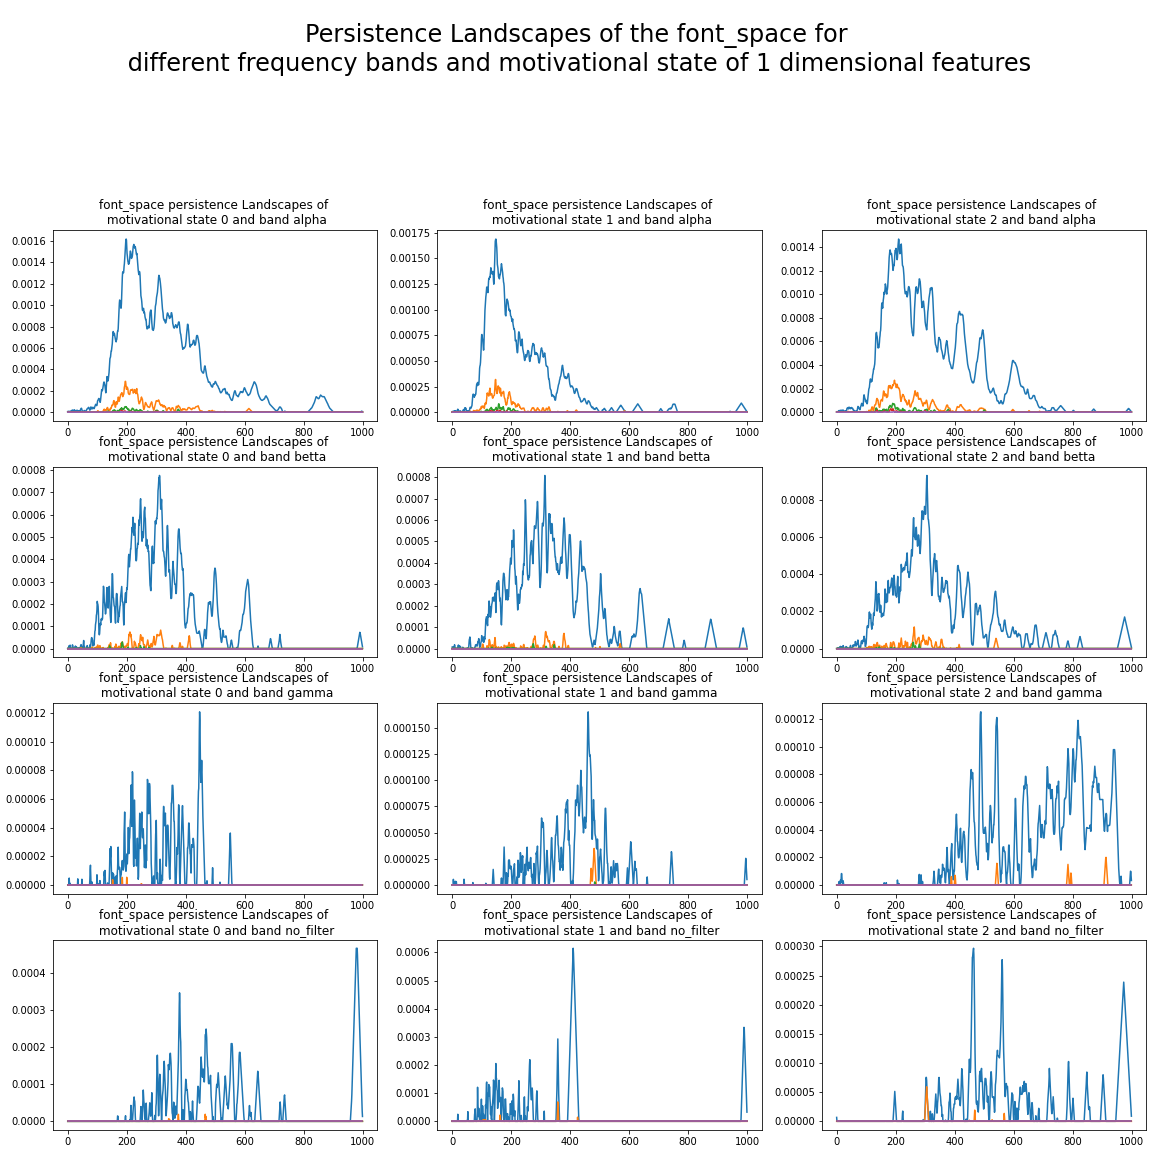 Persistence Landscapes of the font_space for
different frequency bands and motivational state of 1 dimensional features
font_space persistence Landscapes of
motivational state 0 and band alpha
0.0016
0.0014
0.0012
0.0010
0.0008
0.0006
0.0004
0.0002
0.0000
0 200 400 600 800 1000
font_space persistence Landscapes of
motivational state 1 and band alpha
0.00175
0.00150
0.00125
0.00100
0.00075
0.00050
0.00025
0.00000
0 200 400 600 800 1000
font_space persistence Landscapes of
motivational state 2 and band alpha
0.0014
0.0012
0.0010
0.0008
0.0006
0.0004
0.0002
0.0000
0 200 400 600 800 1000
font_space persistence Landscapes of
motivational state 0 and band betta
0.0008
0.0007
0.0006
0.0005
0.0004
0.0003
0.0002
0.0001
0.0000
0 200 400 600 800 1000
font_space persistence Landscapes of
motivational state 1 and band betta
0.0008
0.0007
0.0006
0.0005
0.0004
0.0003
0.0002
0.0001
0.0000
0 200 400 600 800 1000
font_space persistence Landscapes of
motivational state 2 and band betta
0.0008
0.0006
0.0004
0.0002
0.0000
0 200 400 600 800 1000
font_space persistence Landscapes of
motivational state 0 and band gamma
0.00012
0.00010
0.00008
0.00006
0.00004
0.00002
0.00000
0 200 400 600 800 1000
font_space persistence Landscapes of
motivational state 1 and band gamma
0.000150
0.000125
0.000100
0.000075
0.000050
0.000025
0.000000
0 200 400 600 800 1000
font_space persistence Landscapes of
motivational state 2 and band gamma
0.00012
0.00010
0.00008
0.00006
0.00004
0.00002
0.00000
0 200 400 600 800 1000
font_space persistence Landscapes of
motivational state 0 and band no_filter
0.0004
0.0003
0.0002
0.0001
0.0000
0 200 400 600 800 1000
font_space persistence Landscapes of
motivational state 1 and band no_filter
0.0006
0.0005
0.0004
0.0003
0.0002
0.0001
0.0000
0 200 400 600 800 1000
font_space persistence Landscapes of
motivational state 2 and band no_filter
0.00030
0.00025
0.00020
0.00015
0.00010
0.00005
0.00000
0 200 400 600 800 1000